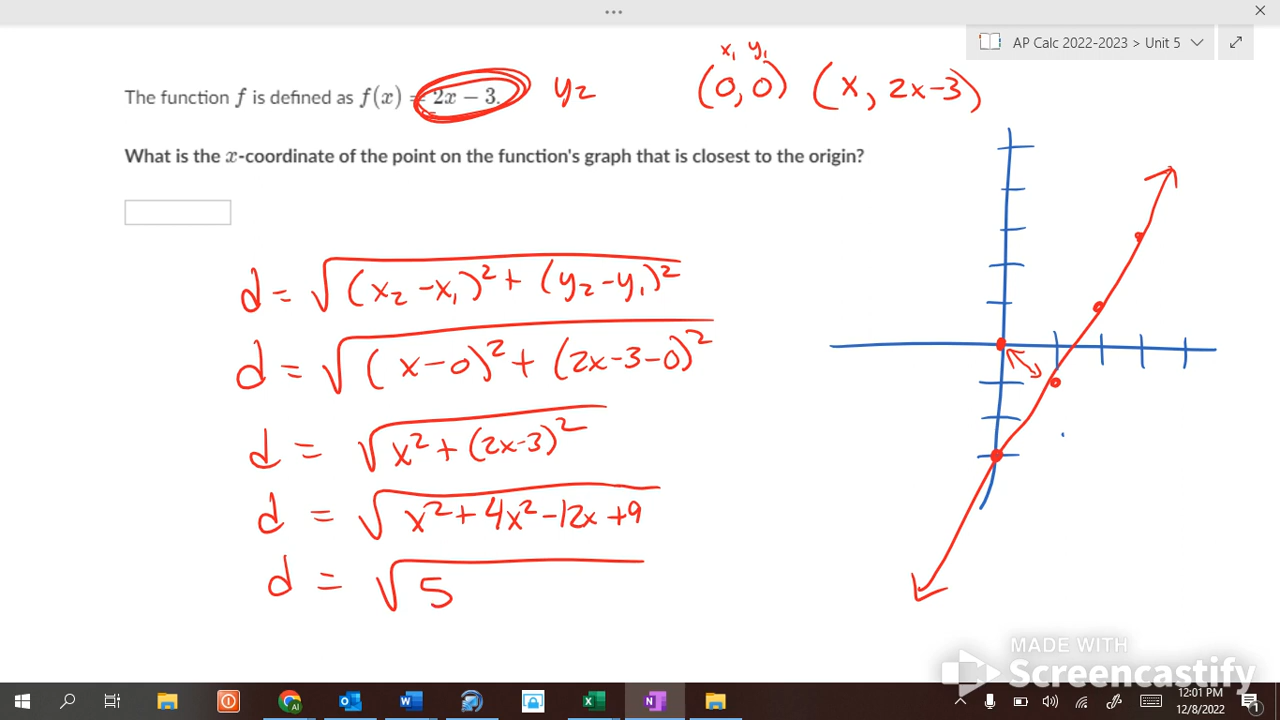 AP Calc 2022-2023 > Unit 5
x₁ y₁
The function f is defined as f(x) = 2x − 3. y₂ (0,0) (x, 2x-3)
What is the x-coordinate of the point on the function's graph that is closest to the origin?
d = √(x₂-x₁)² + (y₂-y₁)²
d = √(x-0)² + (2x-3-0)²
d = √x² + (2x-3)²
d = √x² + 4x² - 12x + 9
d = √5
MADE WITH
Screencastify
12:01 PM
12/8/2022